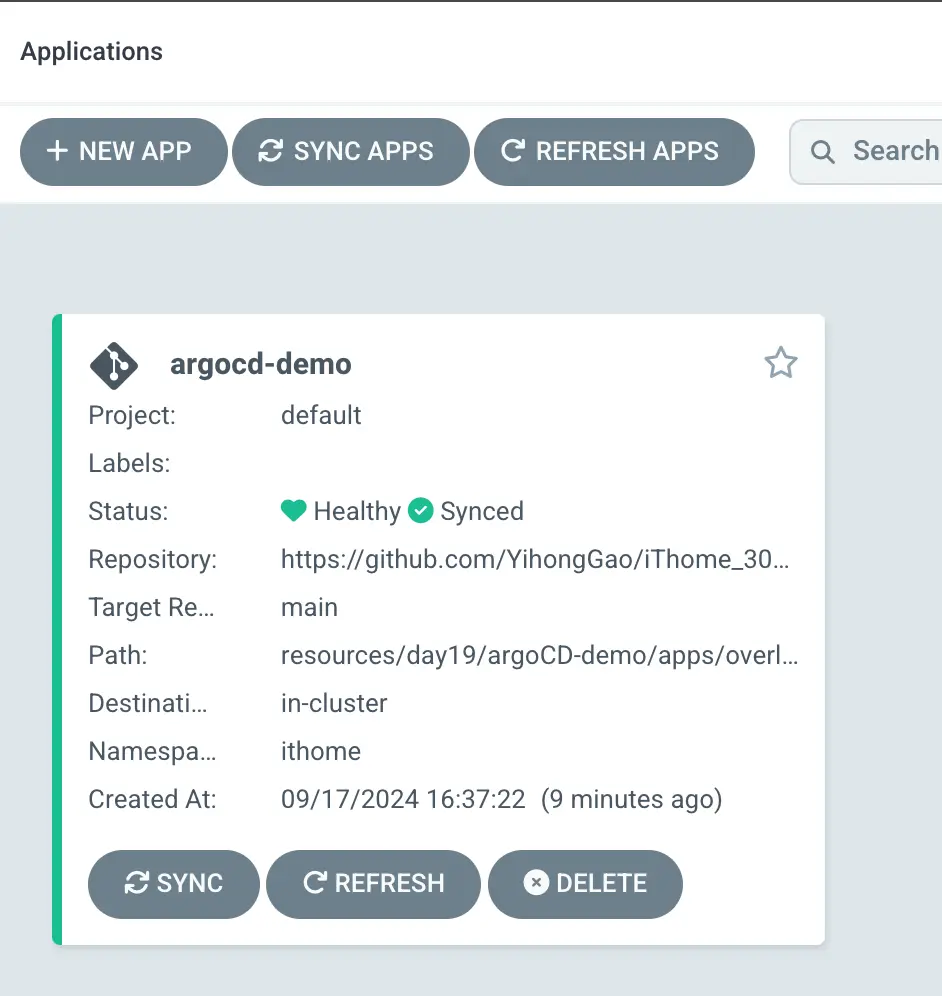 Applications
+ NEW APP SYNC APPS REFRESH APPS Search
argocd-demo
Project: default
Labels:
Status: Healthy Synced
Repository: https://github.com/YihongGao/iThome_30...
Target Re... main
Path: resources/day19/argoCD-demo/apps/overl...
Destinati... in-cluster
Namespa... ithome
Created At: 09/17/2024 16:37:22 (9 minutes ago)
SYNC REFRESH DELETE